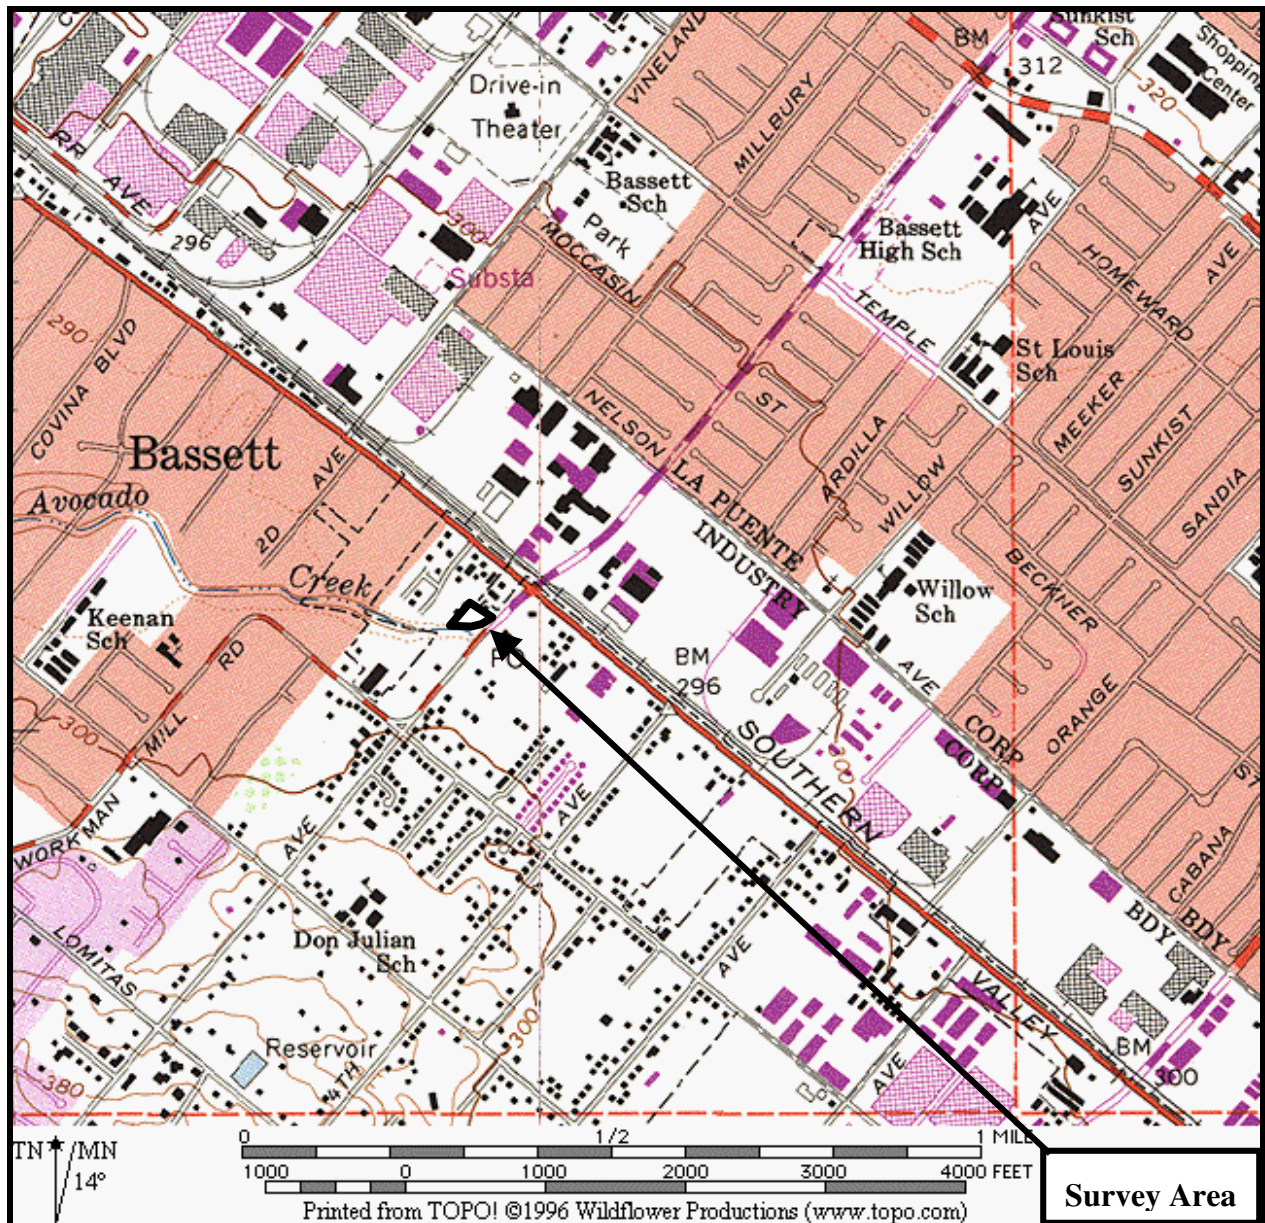 Sunkist
Sch
BM
312
Shopping
Center
320
VINELAND
Drive-in
Theater
MILLBURY
RR
AVE
Bassett
Sch
Park
300
MOCCASIN
296
Substa
Bassett
High Sch
AVE
HOMEWARD
AVE
TEMPLE
St Louis
Sch
290
COVINA BLVD
NELSON
ST
ARDILLA
MEEKER
SUNKIST
SANDIA
Bassett
Avocado
2D AVE
LA PUENTE
INDUSTRY
WILLOW
Creek
BECKNER
Willow
Sch
Keenan
Sch
RD
PO
BM
296
AVE
ORANGE
300
MILL
SOUTHERN
300
CORP
CORP
ST
WORKMAN
AVE
AVE
CABANA
BDY
BDY
LOMITAS
Don Julian
Sch
AVE
VALLEY
300
Reservoir
380
4TH
AVE
BM
300
TN
/MN
14°
0 1/2 1 MILE
1000 0 1000 2000 3000 4000 FEET
Printed from TOPO! ©1996 Wildflower Productions (www.topo.com)
Survey Area